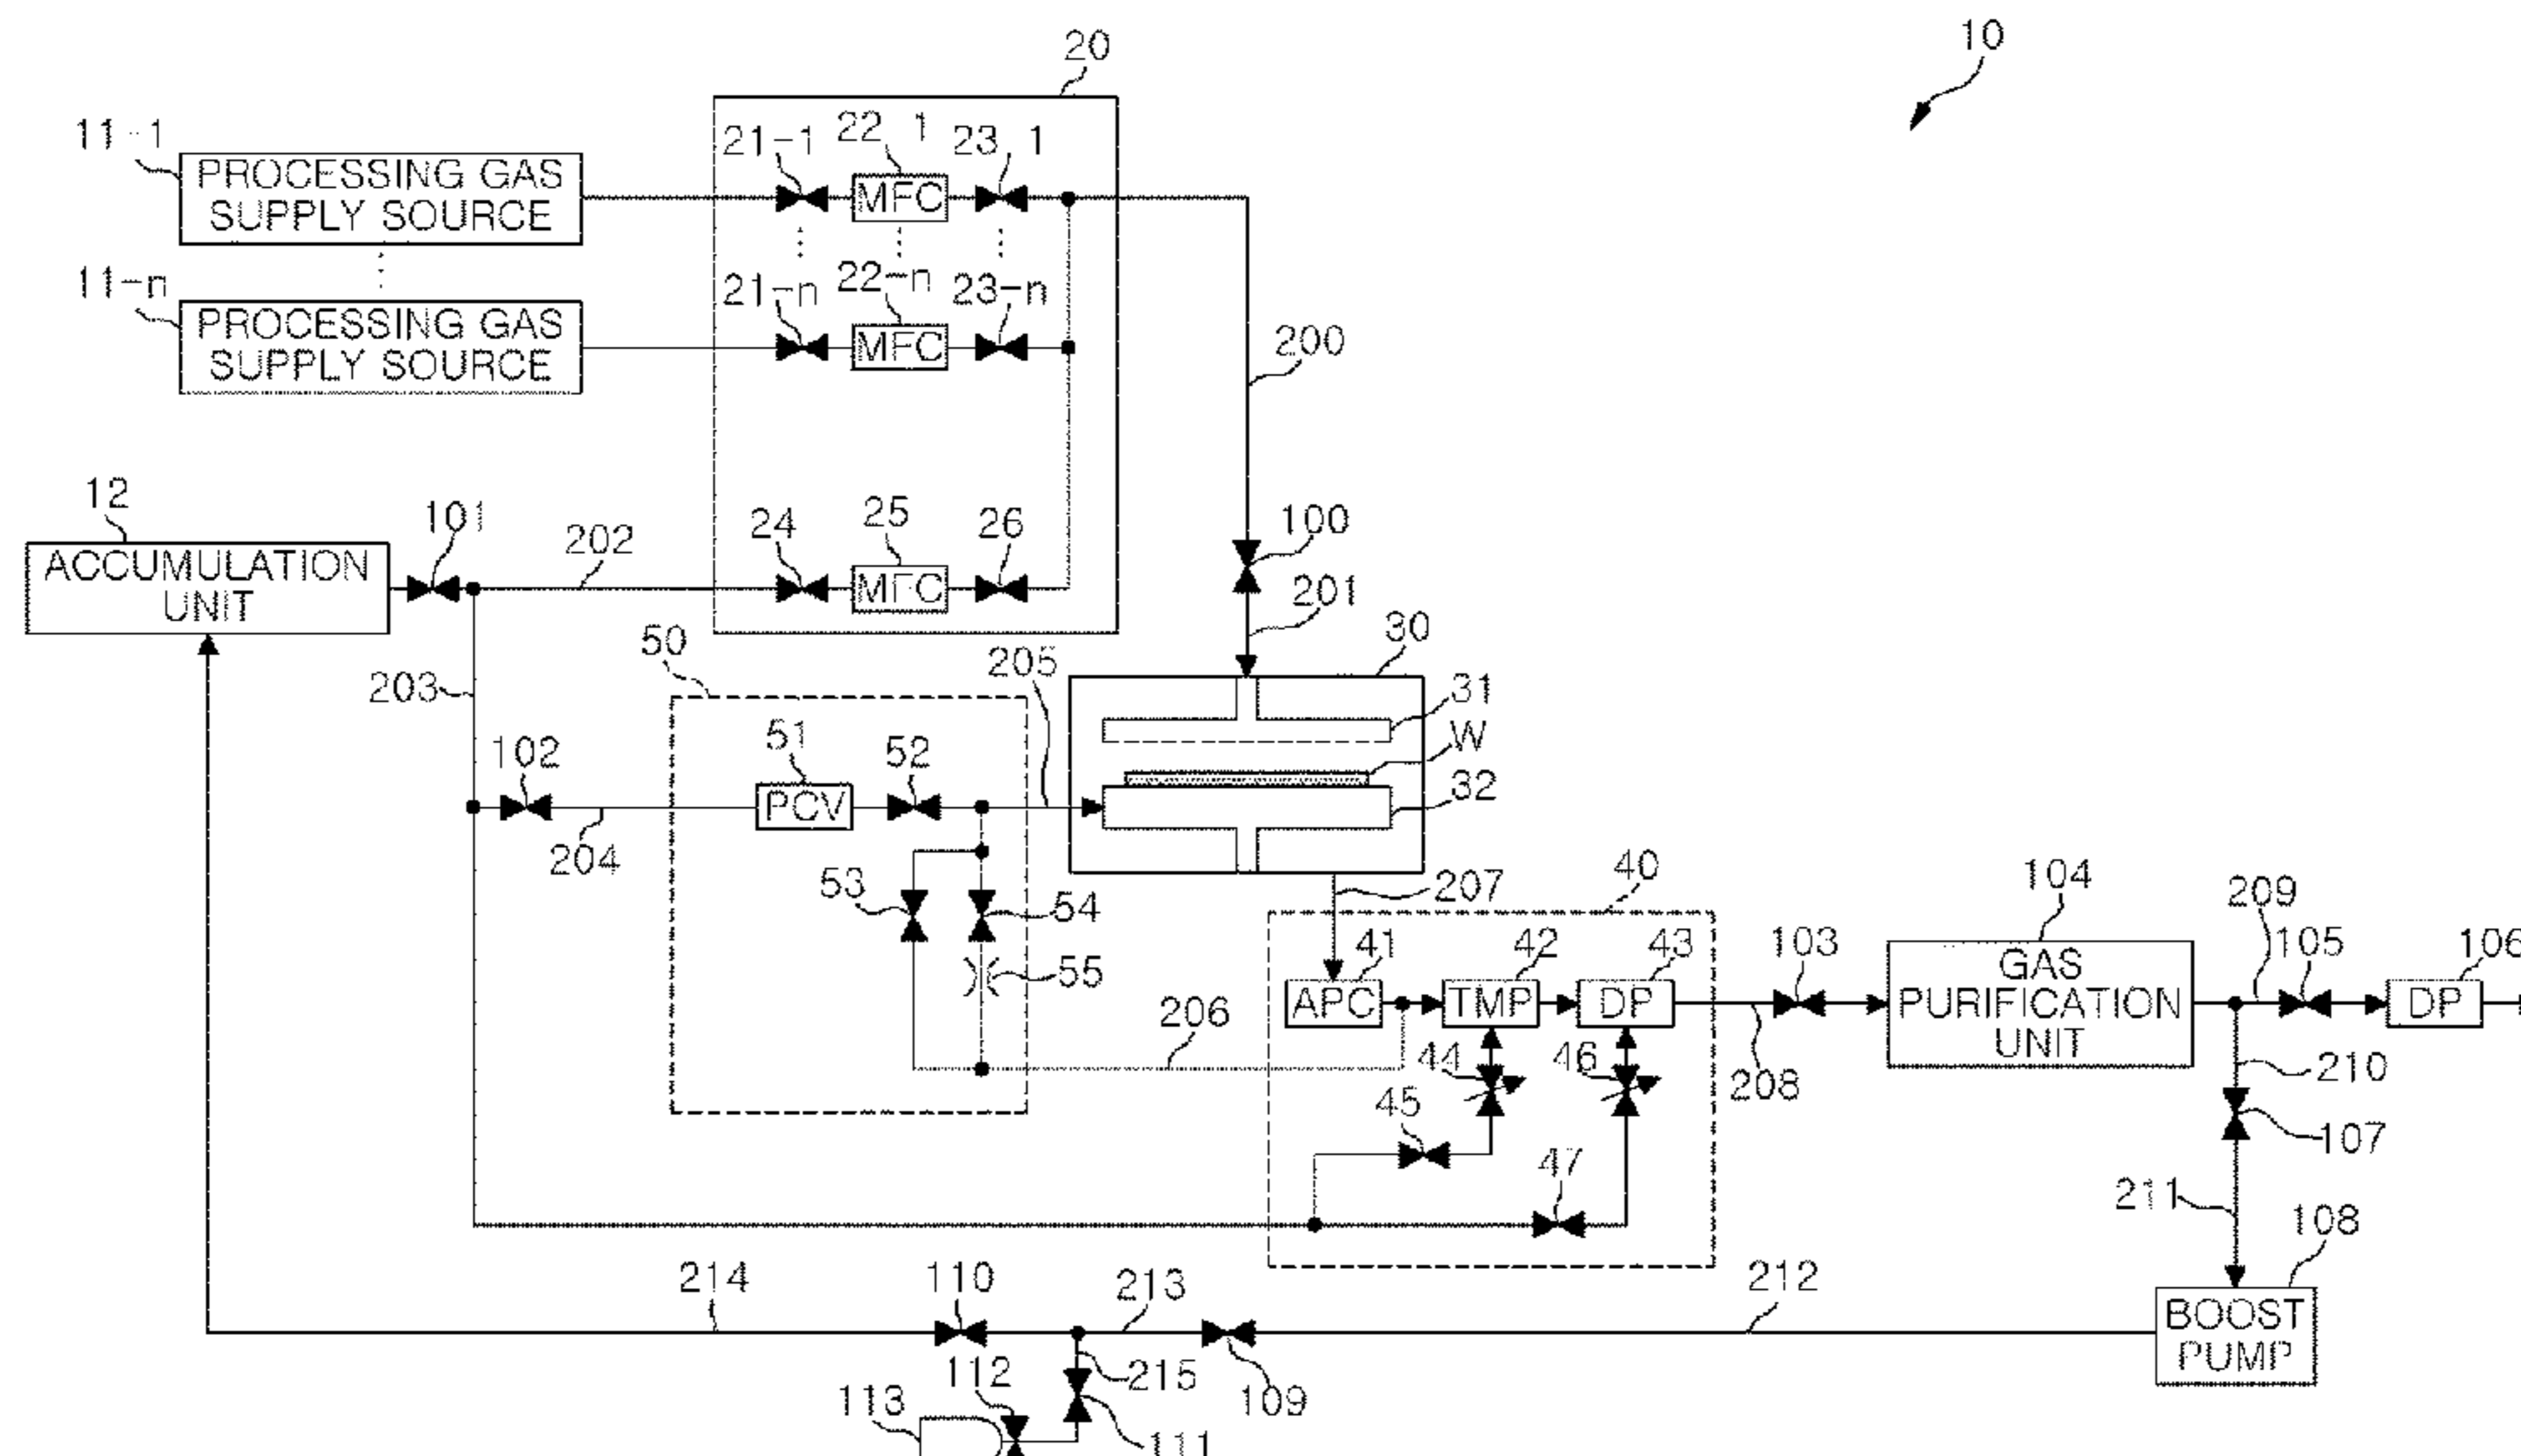 10
20
11-1
21-1
22 1
23 1
PROCESSING GAS
SUPPLY SOURCE
MFC
11-n
21-n
22-n
23-n
PROCESSING GAS
SUPPLY SOURCE
MFC
200
12
101
202
24
25
26
100
ACCUMULATION
UNIT
MFC
201
50
205
30
203
31
W
102
51
52
PCV
32
204
53
54
55
207
40
41
42
43
103
104
209
105
106
APC
TMP
DP
GAS
PURIFICATION
UNIT
DP
206
44
46
208
210
45
107
47
211
108
214
110
213
212
BOOST
PUMP
112
215
109
113
111